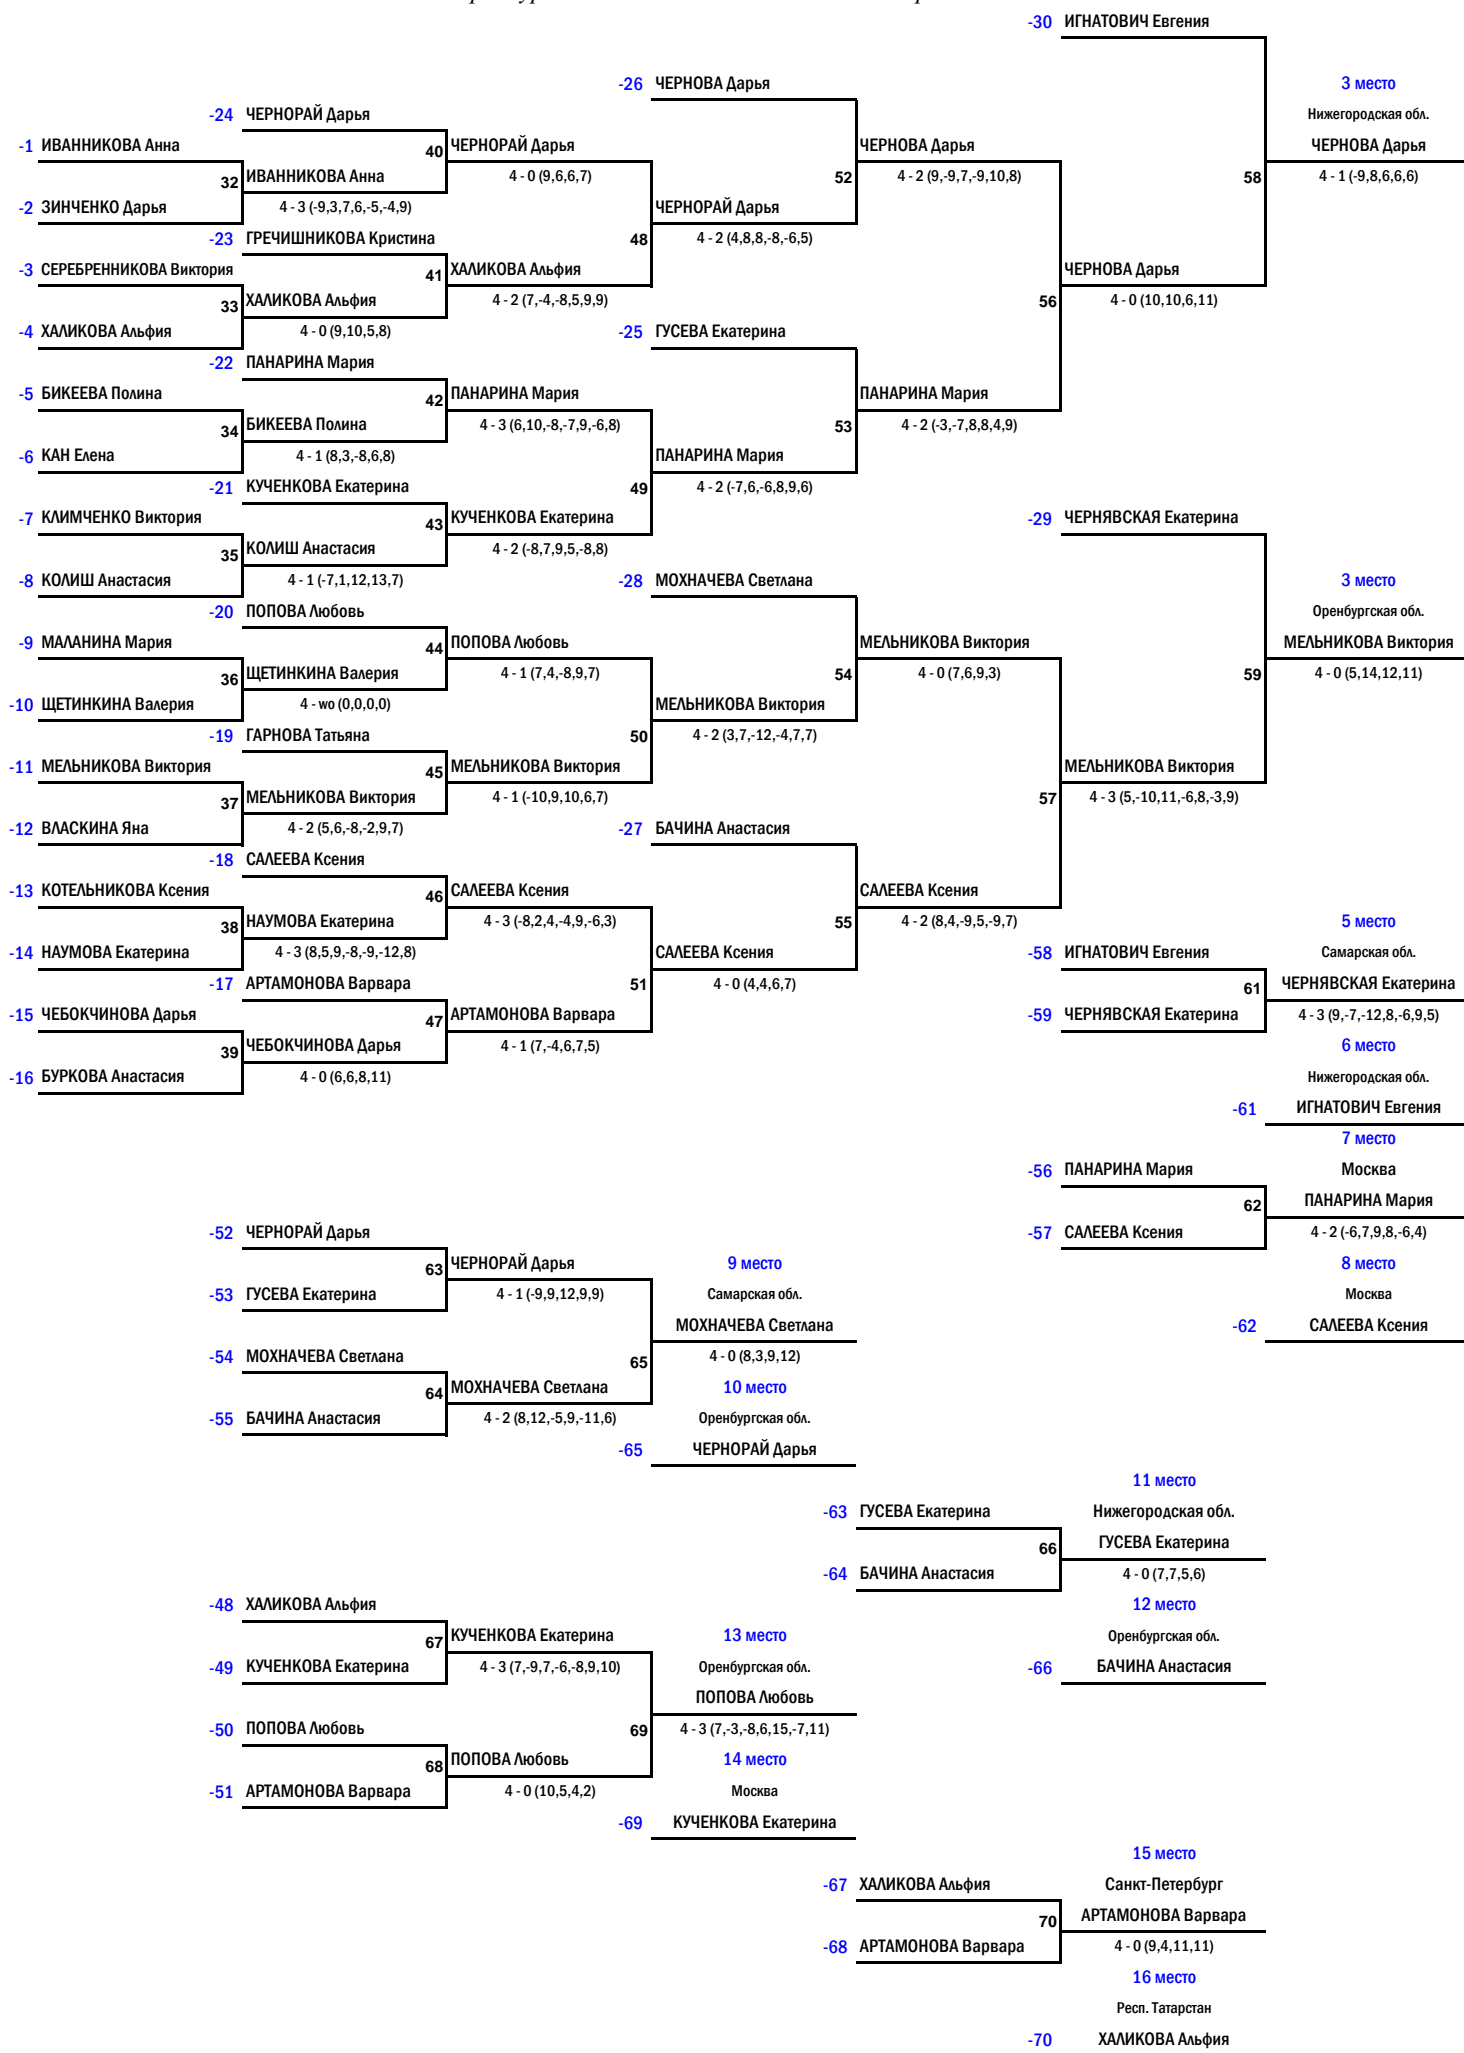 -30 ИГНАТОВИЧ Евгения
-26 ЧЕРНОВА Дарья
3 место
-24 ЧЕРНОРАЙ Дарья
Нижегородская обл.
-1 ИВАННИКОВА Анна
40 ЧЕРНОРАЙ Дарья
ЧЕРНОВА Дарья
ЧЕРНОВА Дарья
32 ИВАННИКОВА Анна
4 - 0 (9,6,6,7)
52
4 - 2 (9,-9,7,-9,10,8)
58
4 - 1 (-9,8,6,6,6)
-2 ЗИНЧЕНКО Дарья
4 - 3 (-9,3,7,6,-5,-4,9)
ЧЕРНОРАЙ Дарья
-23 ГРЕЧИШНИКОВА Кристина
48
4 - 2 (4,8,8,-8,-6,5)
-3 СЕРЕБРЕННИКОВА Виктория
41 ХАЛИКОВА Альфия
ЧЕРНОВА Дарья
33 ХАЛИКОВА Альфия
4 - 2 (7,-4,-8,5,9,9)
56
4 - 0 (10,10,6,11)
-4 ХАЛИКОВА Альфия
4 - 0 (9,10,5,8)
-25 ГУСЕВА Екатерина
-22 ПАНАРИНА Мария
-5 БИКЕЕВА Полина
42 ПАНАРИНА Мария
ПАНАРИНА Мария
34 БИКЕЕВА Полина
4 - 3 (6,10,-8,-7,9,-6,8)
53
4 - 2 (-3,-7,8,8,4,9)
-6 КАН Елена
4 - 1 (8,3,-8,6,8)
ПАНАРИНА Мария
-21 КУЧЕНКОВА Екатерина
49
4 - 2 (-7,6,-6,8,9,6)
-7 КЛИМЧЕНКО Виктория
43 КУЧЕНКОВА Екатерина
-29 ЧЕРНЯВСКАЯ Екатерина
35 КОЛИШ Анастасия
4 - 2 (-8,7,9,5,-8,8)
-8 КОЛИШ Анастасия
4 - 1 (-7,1,12,13,7)
-28 МОХНАЧЕВА Светлана
3 место
-20 ПОПОВА Любовь
Оренбургская обл.
-9 МАЛАНИНА Мария
44 ПОПОВА Любовь
МЕЛЬНИКОВА Виктория
МЕЛЬНИКОВА Виктория
36 ЩЕТИНКИНА Валерия
4 - 1 (7,4,-8,9,7)
54
4 - 0 (7,6,9,3)
59
4 - 0 (5,14,12,11)
-10 ЩЕТИНКИНА Валерия
4 - wo (0,0,0,0)
МЕЛЬНИКОВА Виктория
-19 ГАРНОВА Татьяна
50
4 - 2 (3,7,-12,-4,7,7)
-11 МЕЛЬНИКОВА Виктория
45 МЕЛЬНИКОВА Виктория
МЕЛЬНИКОВА Виктория
37 МЕЛЬНИКОВА Виктория
4 - 1 (-10,9,10,6,7)
57
4 - 3 (5,-10,11,-6,8,-3,9)
-12 ВЛАСКИНА Яна
4 - 2 (5,6,-8,-2,9,7)
-27 БАЧИНА Анастасия
-18 САЛЕЕВА Ксения
-13 КОТЕЛЬНИКОВА Ксения
46 САЛЕЕВА Ксения
САЛЕЕВА Ксения
38 НАУМОВА Екатерина
4 - 3 (-8,2,4,-4,9,-6,3)
55
4 - 2 (8,4,-9,5,-9,7)
5 место
-14 НАУМОВА Екатерина
4 - 3 (8,5,9,-8,-9,-12,8)
САЛЕЕВА Ксения
-58 ИГНАТОВИЧ Евгения
Самарская обл.
-17 АРТАМОНОВА Варвара
51
4 - 0 (4,4,6,7)
61 ЧЕРНЯВСКАЯ Екатерина
-15 ЧЕБОКЧИНОВА Дарья
47 АРТАМОНОВА Варвара
-59 ЧЕРНЯВСКАЯ Екатерина
4 - 3 (9,-7,-12,8,-6,9,5)
39 ЧЕБОКЧИНОВА Дарья
4 - 1 (7,-4,6,7,5)
6 место
-16 БУРКОВА Анастасия
4 - 0 (6,6,8,11)
Нижегородская обл.
-61 ИГНАТОВИЧ Евгения
7 место
-56 ПАНАРИНА Мария
Москва
62 ПАНАРИНА Мария
-52 ЧЕРНОРАЙ Дарья
-57 САЛЕЕВА Ксения
4 - 2 (-6,7,9,8,-6,4)
63 ЧЕРНОРАЙ Дарья
9 место
8 место
-53 ГУСЕВА Екатерина
4 - 1 (-9,9,12,9,9)
Самарская обл.
Москва
МОХНАЧЕВА Светлана
-62 САЛЕЕВА Ксения
-54 МОХНАЧЕВА Светлана
65
4 - 0 (8,3,9,12)
64 МОХНАЧЕВА Светлана
10 место
-55 БАЧИНА Анастасия
4 - 2 (8,12,-5,9,-11,6)
Оренбургская обл.
-65 ЧЕРНОРАЙ Дарья
11 место
-63 ГУСЕВА Екатерина
Нижегородская обл.
66 ГУСЕВА Екатерина
-64 БАЧИНА Анастасия
4 - 0 (7,7,5,6)
-48 ХАЛИКОВА Альфия
12 место
67 КУЧЕНКОВА Екатерина
13 место
Оренбургская обл.
-49 КУЧЕНКОВА Екатерина
4 - 3 (7,-9,7,-6,-8,9,10)
Оренбургская обл.
-66 БАЧИНА Анастасия
ПОПОВА Любовь
-50 ПОПОВА Любовь
69
4 - 3 (7,-3,-8,6,15,-7,11)
68 ПОПОВА Любовь
14 место
-51 АРТАМОНОВА Варвара
4 - 0 (10,5,4,2)
Москва
-69 КУЧЕНКОВА Екатерина
15 место
-67 ХАЛИКОВА Альфия
Санкт-Петербург
70 АРТАМОНОВА Варвара
-68 АРТАМОНОВА Варвара
4 - 0 (9,4,11,11)
16 место
Респ. Татарстан
-70 ХАЛИКОВА Альфия